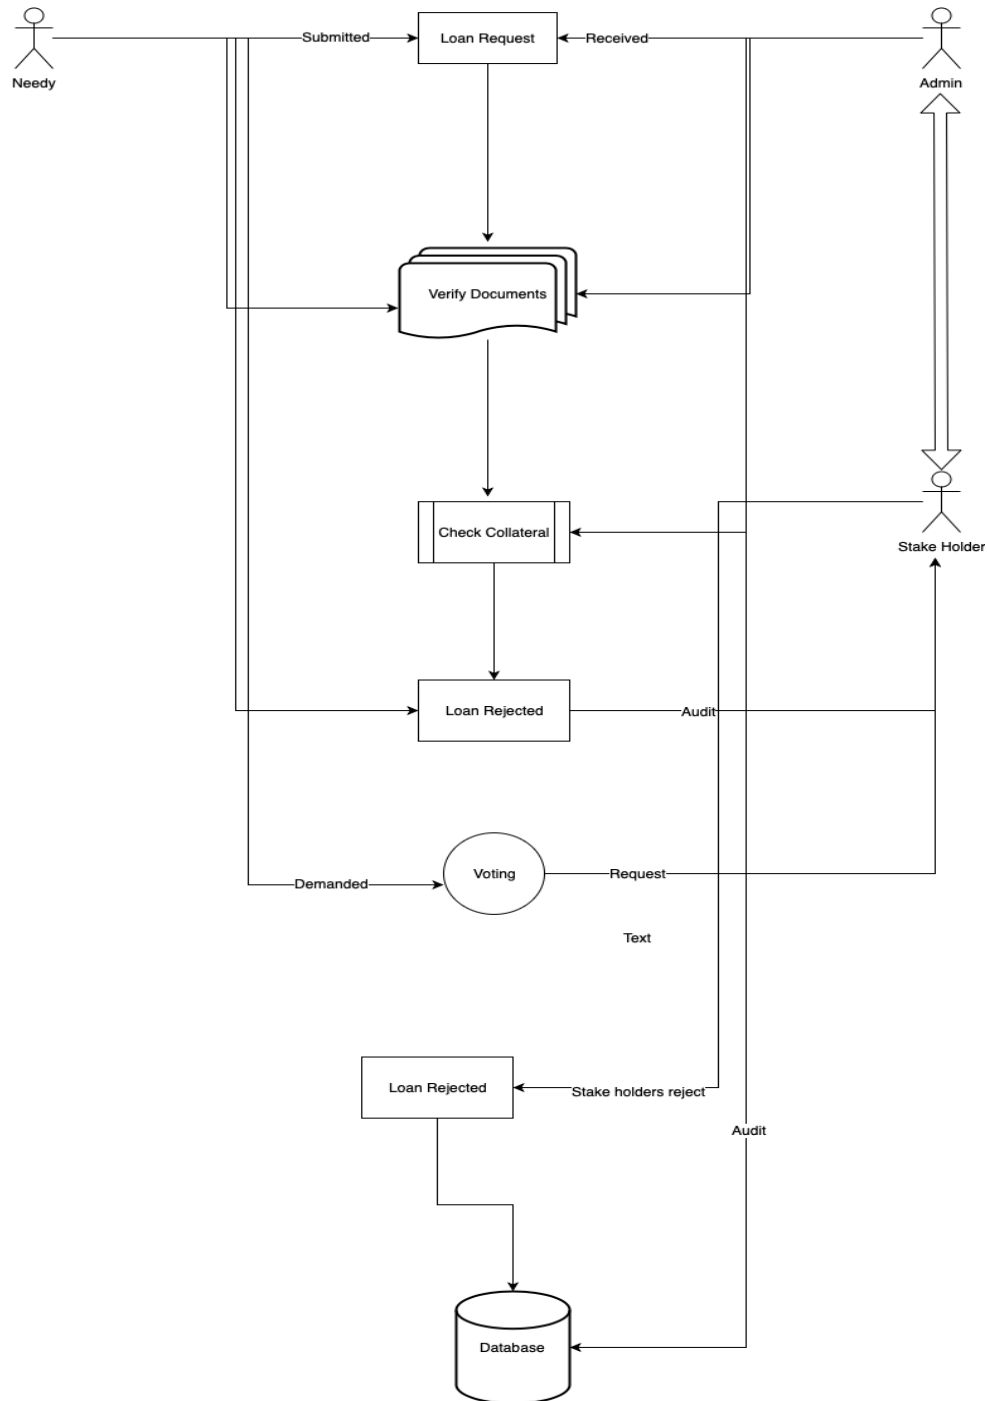 Submitted
Loan Request
Received
Needy
Admin
Verify Documents
Check Collateral
Stake Holder
Loan Rejected
Audit
Voting
Request
Demanded
Text
Loan Rejected
Stake holders reject
Audit
Database